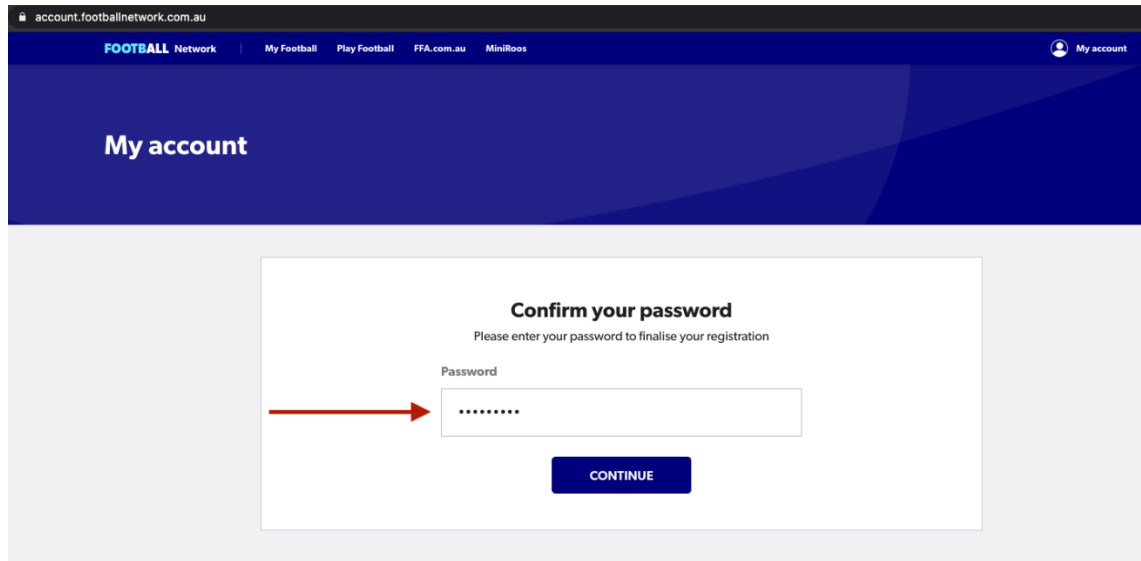 account.footballnetwork.com.au
FOOTBALL Network | My Football Play Football FFA.com.au MiniRoos My account
My account
Confirm your password
Please enter your password to finalise your registration
Password
•••••••••
CONTINUE